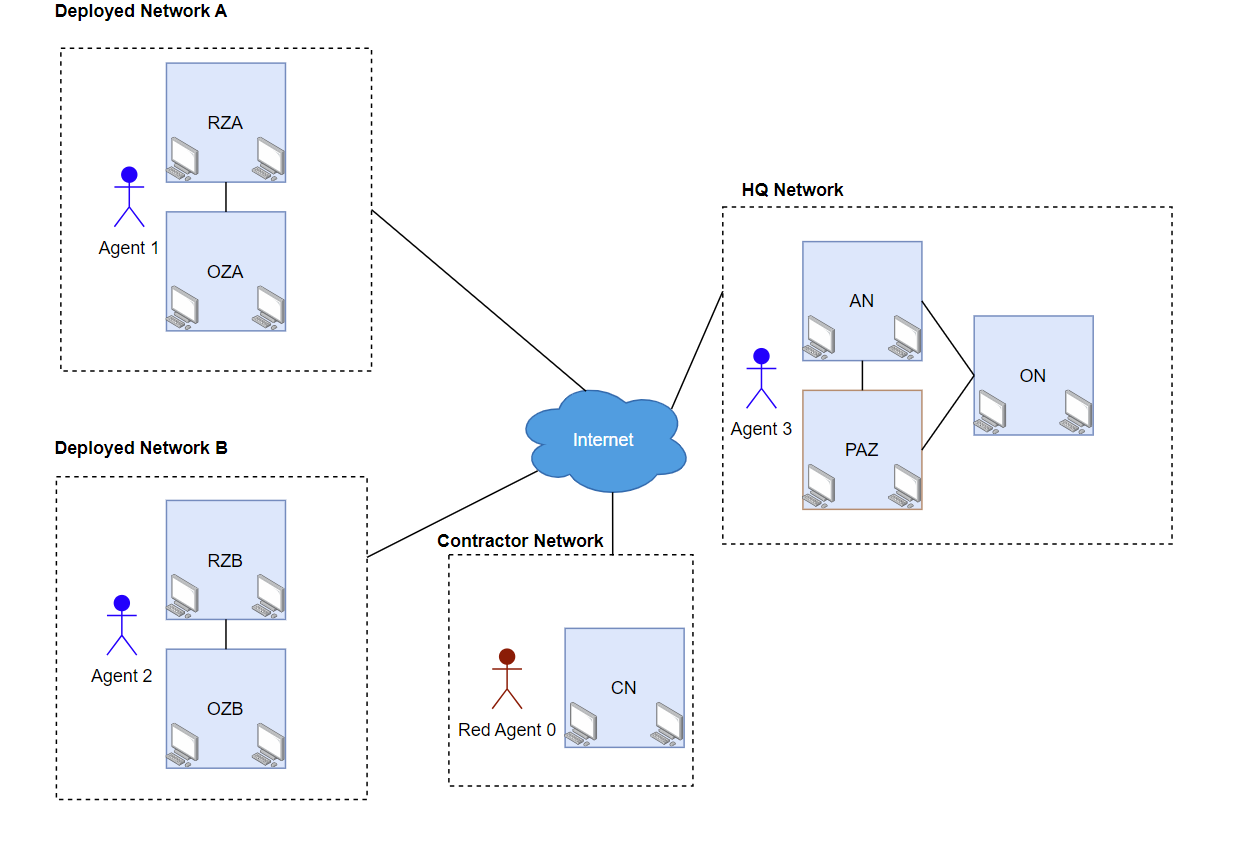 Deployed Network A
RZA
Agent 1
OZA
HQ Network
AN
ON
Agent 3
PAZ
Internet
Deployed Network B
RZB
Agent 2
OZB
Contractor Network
CN
Red Agent 0